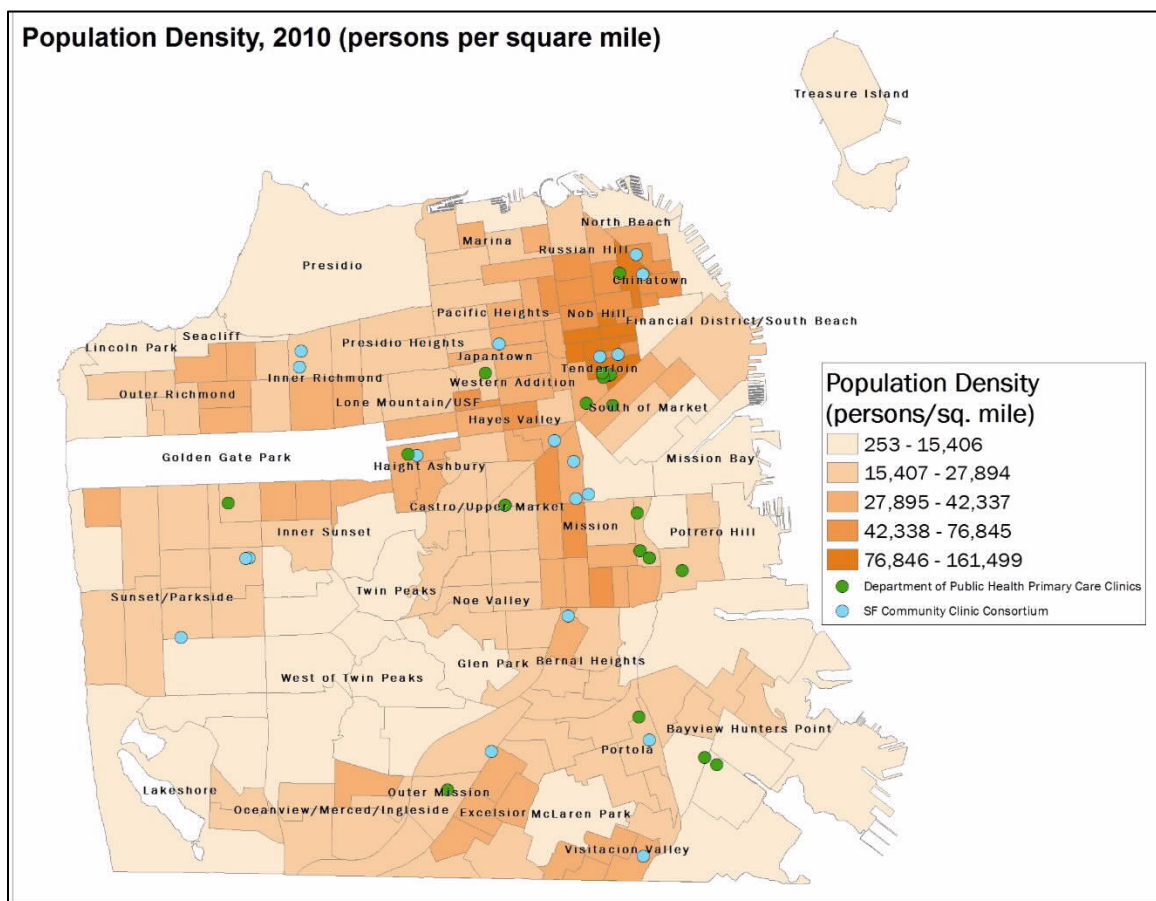 Population Density, 2010 (persons per square mile)
Treasure Island
North Beach
Marina
Russian Hill
Presidio
Chinatown
Pacific Heights
Nob Hill
Financial District/South Beach
Seacliff
Lincoln Park
Presidio Heights
Japantown
Inner Richmond
Tenderloin
Outer Richmond
Western Addition
Lone Mountain/USF
South of Market
Hayes Valley
Golden Gate Park
Mission Bay
Haight Ashbury
Castro/Upper Market
Inner Sunset
Mission
Potrero Hill
Twin Peaks
Sunset/Parkside
Noe Valley
Glen Park
Bernal Heights
West of Twin Peaks
Bayview Hunters Point
Portola
Lakeshore
Outer Mission
Oceanview/Merced/Ingleside
Excelsior
McLaren Park
Visitacion Valley
Population Density
(persons/sq. mile)
253 - 15,406
15,407 - 27,894
27,895 - 42,337
42,338 - 76,845
76,846 - 161,499
Department of Public Health Primary Care Clinics
SF Community Clinic Consortium